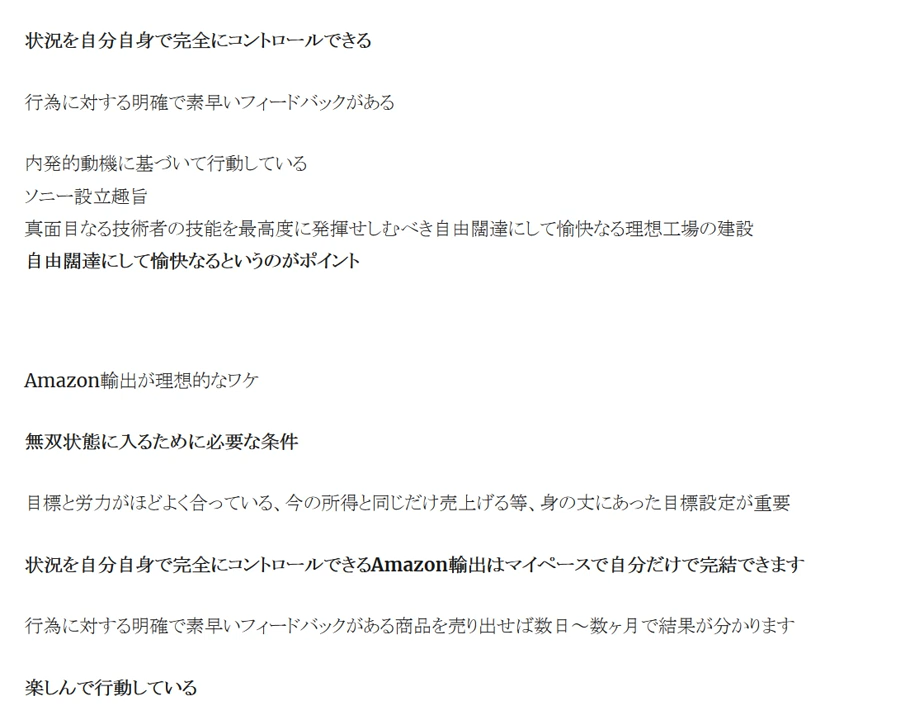 状況を自分自身で完全にコントロールできる
行為に対する明確で素早いフィードバックがある
内発的動機に基づいて行動している
ソニー設立趣旨
真面目なる技術者の技能を最高度に発揮せしむべき自由闊達にして愉快なる理想工場の建設
自由闊達にして愉快なるというのがポイント
Amazon輸出が理想的なワケ
無双状態に入るために必要な条件
目標と労力がほどよく合っている、今の所得と同じだけ売上げる等、身の丈にあった目標設定が重要
状況を自分自身で完全にコントロールできるAmazon輸出はマイペースで自分だけで完結できます
行為に対する明確で素早いフィードバックがある商品を売り出せば数日～数ヶ月で結果が分かります
楽しんで行動している